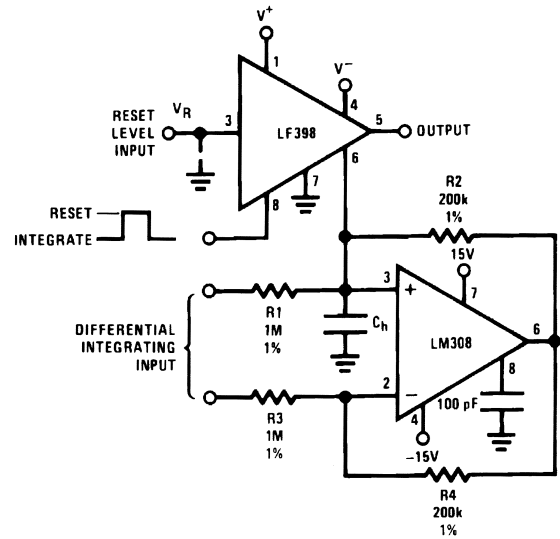 V+
1
V−
4
RESET
LEVEL
INPUT
VR
3
LF398
5
OUTPUT
6
7
8
RESET
INTEGRATE
R2
200k
1%
15V
7
3
+
R1
1M
1%
Ch
DIFFERENTIAL
INTEGRATING
INPUT
LM308
6
8
2
−
100 pF
4
−15V
R3
1M
1%
R4
200k
1%